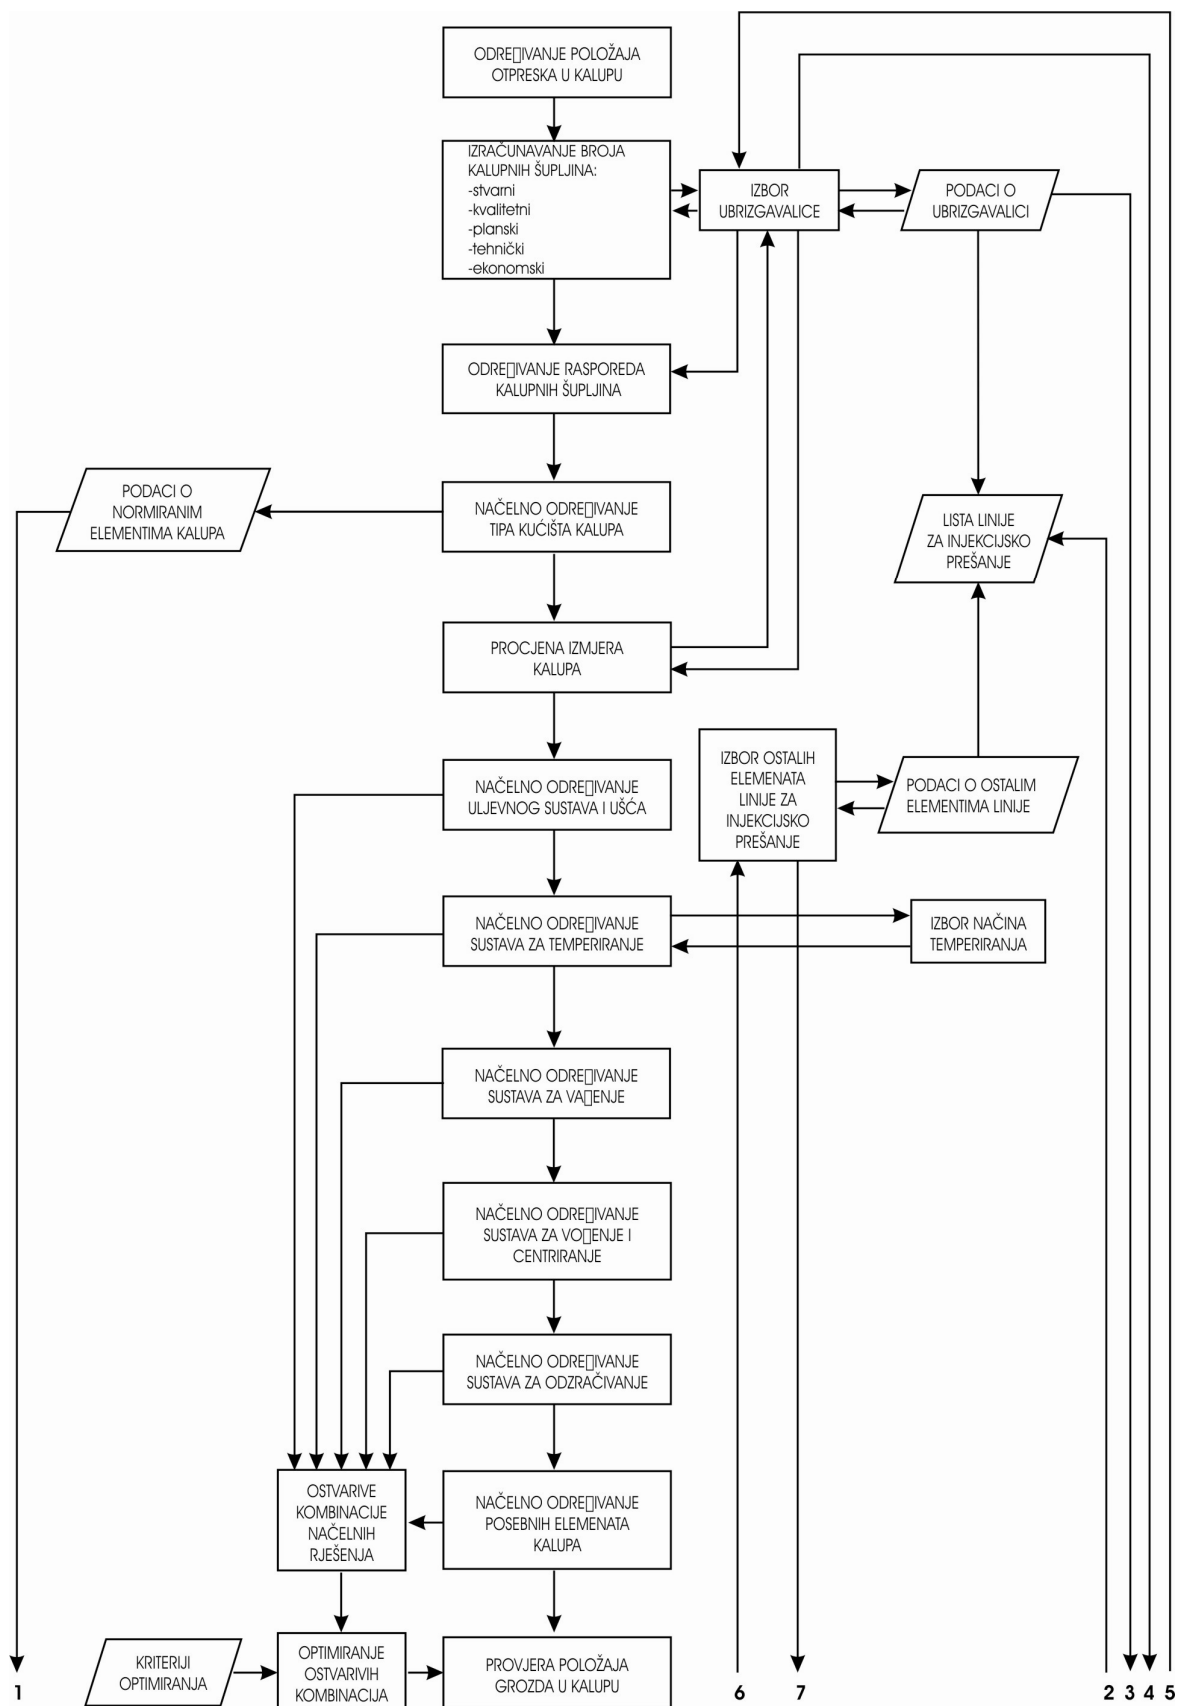 ODRE▯IVANJE POLOŽAJA
OTPRESKA U KALUPU
IZRAČUNAVANJE BROJA
KALUPNIH ŠUPLJINA:
-stvarni
-kvalitetni
-planski
-tehnički
-ekonomski
IZBOR
UBRIZGAVALICE
PODACI O
UBRIZGAVALICI
ODRE▯IVANJE RASPOREDA
KALUPNIH ŠUPLJINA
PODACI O
NORMIRANIM
ELEMENTIMA KALUPA
NAČELNO ODRE▯IVANJE
TIPA KUĆIŠTA KALUPA
LISTA LINIJE
ZA INJEKCIJSKO
PREŠANJE
PROCJENA IZMJERA
KALUPA
NAČELNO ODRE▯IVANJE
ULJEVNOG SUSTAVA I UŠĆA
IZBOR OSTALIH
ELEMENATA
LINIJE ZA
INJEKCIJSKO
PREŠANJE
PODACI O OSTALIM
ELEMENTIMA LINIJE
NAČELNO ODRE▯IVANJE
SUSTAVA ZA TEMPERIRANJE
IZBOR NAČINA
TEMPERIRANJA
NAČELNO ODRE▯IVANJE
SUSTAVA ZA VA▯ENJE
NAČELNO ODRE▯IVANJE
SUSTAVA ZA VO▯ENJE I
CENTRIRANJE
NAČELNO ODRE▯IVANJE
SUSTAVA ZA ODZRAČIVANJE
OSTVARIVE
KOMBINACIJE
NAČELNIH
RJEŠENJA
NAČELNO ODRE▯IVANJE
POSEBNIH ELEMENATA
KALUPA
KRITERIJI
OPTIMIRANJA
OPTIMIRANJE
OSTVARIVIH
KOMBINACIJA
PROVJERA POLOŽAJA
GROZDA U KALUPU
1 6 7 2 3 4 5